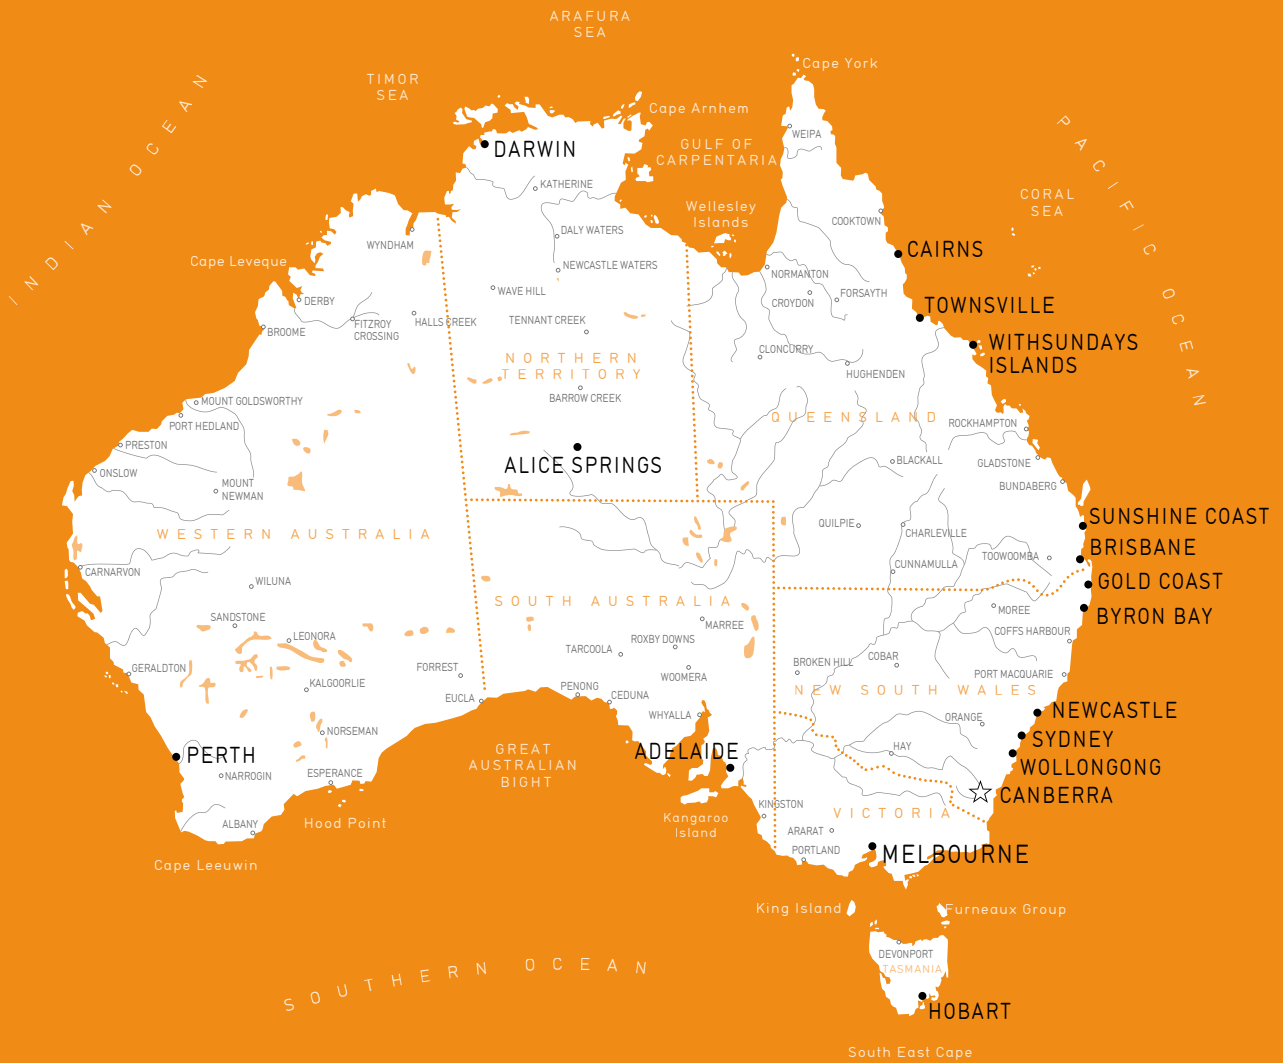 ARAFURA
SEA
Cape York
TIMOR
SEA
INDIAN OCEAN
Cape Arnhem
PACIFIC OCEAN
WEIPA
DARWIN
GULF OF
CARPENTARIA
KATHERINE
CORAL
SEA
Wellesley
Islands
COOKTOWN
DALY WATERS
WYNDHAM
CAIRNS
Cape Leveque
NEWCASTLE WATERS
NORMANTON
WAVE HILL
FORSAYTH
CROYDON
DERBY
TOWNSVILLE
HALLS CREEK
TENNANT CREEK
FITZROY
CROSSING
BROOME
WITHSUNDAYS
ISLANDS
CLONCURRY
NORTHERN
TERRITORY
HUGHENDEN
BARROW CREEK
MOUNT GOLDSWORTHY
QUEENSLAND
ROCKHAMPTON
PORT HEDLAND
PRESTON
ALICE SPRINGS
BLACKALL
GLADSTONE
ONSLOW
MOUNT
NEWMAN
BUNDABERG
SUNSHINE COAST
QUILPIE
CHARLEVILLE
WESTERN AUSTRALIA
BRISBANE
TOOWOOMBA
CUNNAMULLA
CARNARVON
WILUNA
GOLD COAST
SOUTH AUSTRALIA
MOREE
BYRON BAY
SANDSTONE
MARREE
COFFS HARBOUR
LEONORA
ROXBY DOWNS
TARCOOLA
COBAR
BROKEN HILL
GERALDTON
FORREST
WOOMERA
PORT MACQUARIE
KALGOORLIE
PENONG
CEDUNA
NEW SOUTH WALES
EUCLA
WHYALLA
ORANGE
NEWCASTLE
NORSEMAN
SYDNEY
HAY
GREAT
AUSTRALIAN
BIGHT
ADELAIDE
PERTH
WOLLONGONG
NARROGIN
ESPERANCE
CANBERRA
KINGSTON
VICTORIA
Kangaroo
Island
ALBANY
Hood Point
ARARAT
PORTLAND
MELBOURNE
Cape Leeuwin
King Island
Furneaux Group
DEVONPORT
TASMANIA
SOUTHERN OCEAN
HOBART
South East Cape